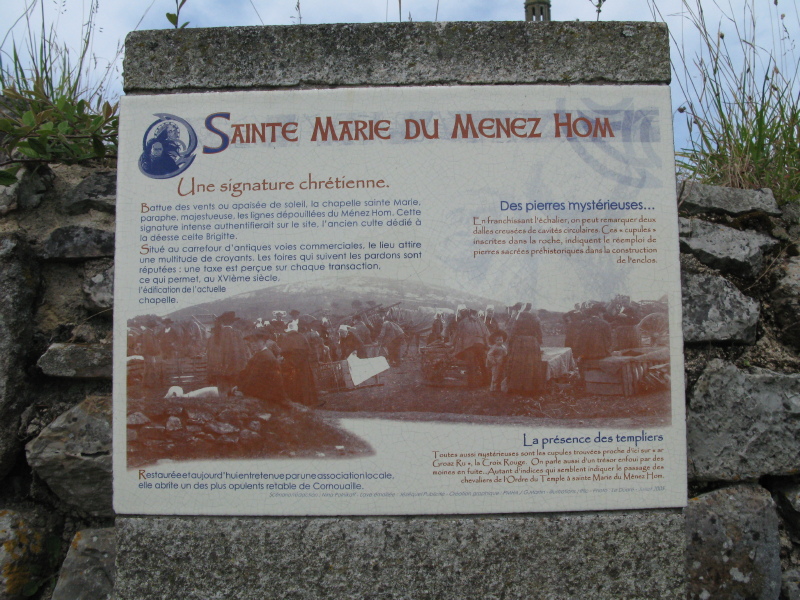 SAINTE MARIE DU MENEZ HOM
Une signature chrétienne.
Battue des vents ou apaisée de soleil, la chapelle sainte Marie,
paraphe, majestueuse, les lignes dépouillées du Ménez Hom. Cette
signature intense authentifierait sur le site, l'ancien culte dédié à
la déesse celte Brigitte.
Situé au carrefour d'antiques voies commerciales, le lieu attire
une multitude de croyants. Les foires qui suivent les pardons sont
réputées : une taxe est perçue sur chaque transaction,
ce qui permet, au XVIème siècle,
l'édification de l'actuelle
chapelle.
Des pierres mystérieuses...
En franchissant l'échalier, on peut remarquer deux
dalles creusées de cavités circulaires. Ces « cupules »
inscrites dans la roche, indiquent le réemploi de
pierres sacrées préhistoriques dans la construction
de l'enclos.
La présence des templiers
Toutes aussi mystérieuses sont les cupules trouvées proche d'ici sur « ar
Groaz Ru », la Croix Rouge. On parle aussi d'un trésor enfoui par des
moines en fuite...Autant d'indices qui semblent indiquer le passage des
chevaliers de l'Ordre du Temple à sainte Marie du Ménez Hom.
Restaurée et aujourd'hui entretenue par une association locale,
elle abrite un des plus opulents retable de Cornouaille.